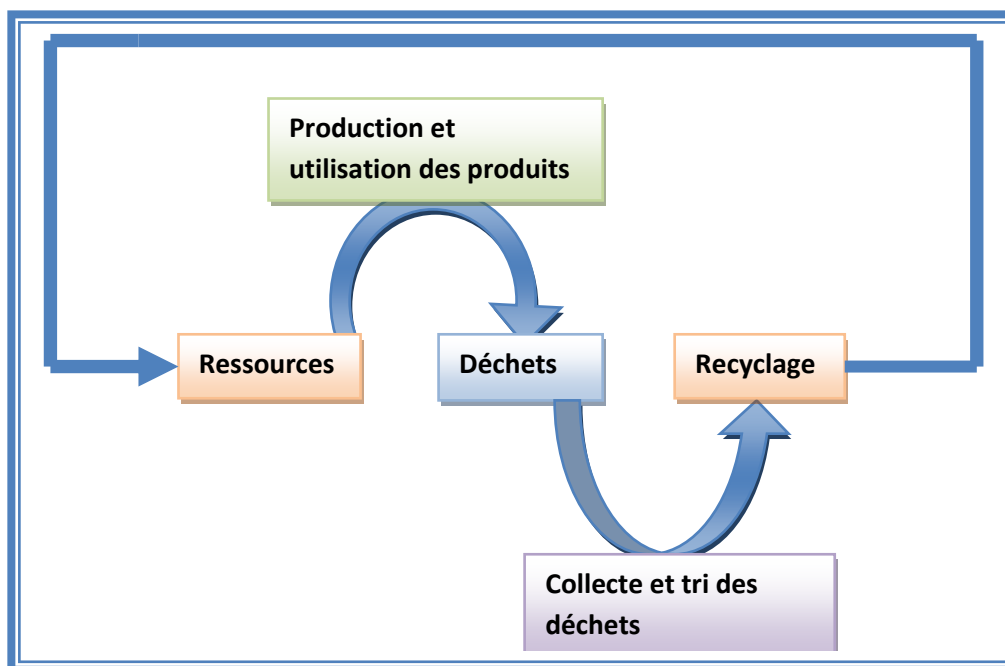 Production et
utilisation des produits
Ressources
Déchets
Recyclage
Collecte et tri des
déchets